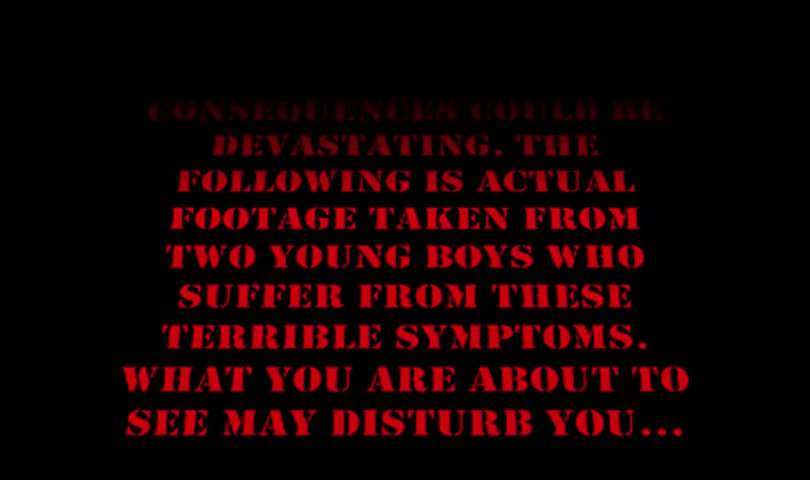 CONSEQUENCES COULD BE
DEVASTATING. THE
FOLLOWING IS ACTUAL
FOOTAGE TAKEN FROM
TWO YOUNG BOYS WHO
SUFFER FROM THESE
TERRIBLE SYMPTOMS.
WHAT YOU ARE ABOUT TO
SEE MAY DISTURB YOU...